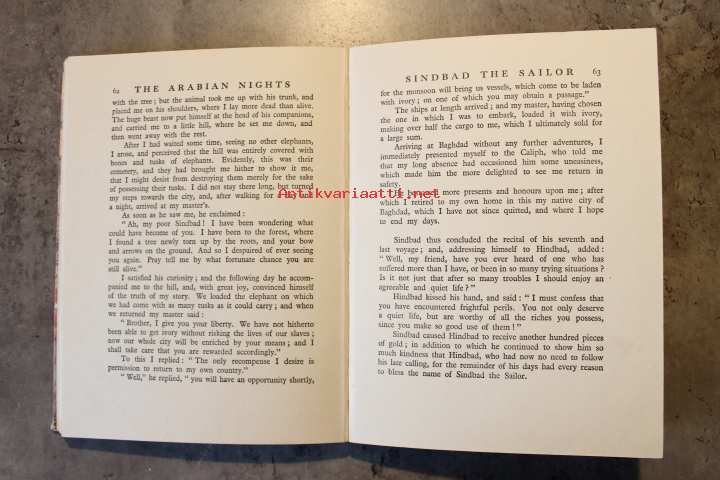 62 THE ARABIAN NIGHTS
with the tree; but the animal took me up with his trunk, and
placed me on his shoulders, where I lay more dead than alive.
The huge beast now put himself at the head of his companions,
and carried me to a little hill, where he set me down, and
then went away with the rest.
After I had waited some time, seeing no other elephants,
I arose, and perceived that the hill was entirely covered with
bones and tusks of elephants. Evidently, this was their
cemetery, and they had brought me hither to show it me,
that I might desist from destroying them merely for the sake
of possessing their tusks. I did not stay there long, but turned
my steps towards the city, and, after walking for a day and
a night, arrived at my master's.
As soon as he saw me, he exclaimed:
"Ah, my poor Sindbad! I have been wondering what
could have become of you. I have been to the forest, where
I found a tree newly torn up by the roots, and your bow
and arrows on the ground. And so I despaired of ever seeing
you again. Pray tell me by what fortunate chance you are
still alive."
I satisfied his curiosity; and the following day he accom-
panied me to the hill, and, with great joy, convinced himself
of the truth of my story. We loaded the elephant on which
we had come with as many tusks as it could carry; and when
we returned my master said:
"Brother, I give you your liberty. We have not hitherto
been able to get ivory without risking the lives of our slaves;
now our whole city will be enriched by your means; and I
shall take care that you are rewarded accordingly."
To this I replied: "The only recompense I desire is
permission to return to my own country."
"Well," he replied, "you will have an opportunity shortly,
SINDBAD THE SAILOR 63
for the monsoon will bring us vessels, which come to be laden
with ivory; on one of which you may obtain a passage."
The ships at length arrived; and my master, having chosen
the one in which I was to embark, loaded it with ivory,
making over half the cargo to me, which I ultimately sold for
a large sum.
Arriving at Baghdad without any further adventures, I
immediately presented myself to the Caliph, who told me
that my long absence had occasioned him some uneasiness,
which made him the more delighted to see me return in
safety.
He bestowed more presents and honours upon me; after
which I retired to my own home in this my native city of
Baghdad, which I have not since quitted, and where I hope
to end my days.
Sindbad thus concluded the recital of his seventh and
last voyage; and, addressing himself to Hindbad, added:
"Well, my friend, have you ever heard of one who has
suffered more than I have, or been in so many trying situations?
Is it not just that after so many troubles I should enjoy an
agreeable and quiet life?"
Hindbad kissed his hand, and said: "I must confess that
you have encountered frightful perils. You not only deserve
a quiet life, but are worthy of all the riches you possess,
since you make so good use of them!"
Sindbad caused Hindbad to receive another hundred pieces
of gold; in addition to which he continued to show him so
much kindness that Hindbad, who had now no need to follow
his late calling, for the remainder of his days had every reason
to bless the name of Sindbad the Sailor.
Antikvariaatti.net